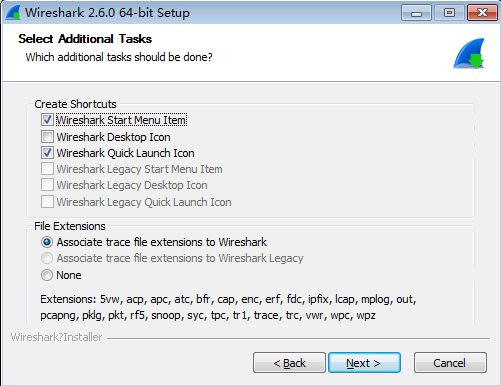 Wireshark 2.6.0 64-bit Setup
Select Additional Tasks
Which additional tasks should be done?
Create Shortcuts
Wireshark Start Menu Item
Wireshark Desktop Icon
Wireshark Quick Launch Icon
Wireshark Legacy Start Menu Item
Wireshark Legacy Desktop Icon
Wireshark Legacy Quick Launch Icon
File Extensions
Associate trace file extensions to Wireshark
Associate trace file extensions to Wireshark Legacy
None
Extensions: 5vw, acp, apc, atc, bfr, cap, enc, erf, fdc, ipfix, lcap, mplog, out,
pcapng, pklg, pkt, rf5, snoop, syc, tpc, tr1, trace, trc, vwr, wpc, wpz
Wireshark?Installer
< Back Next > Cancel